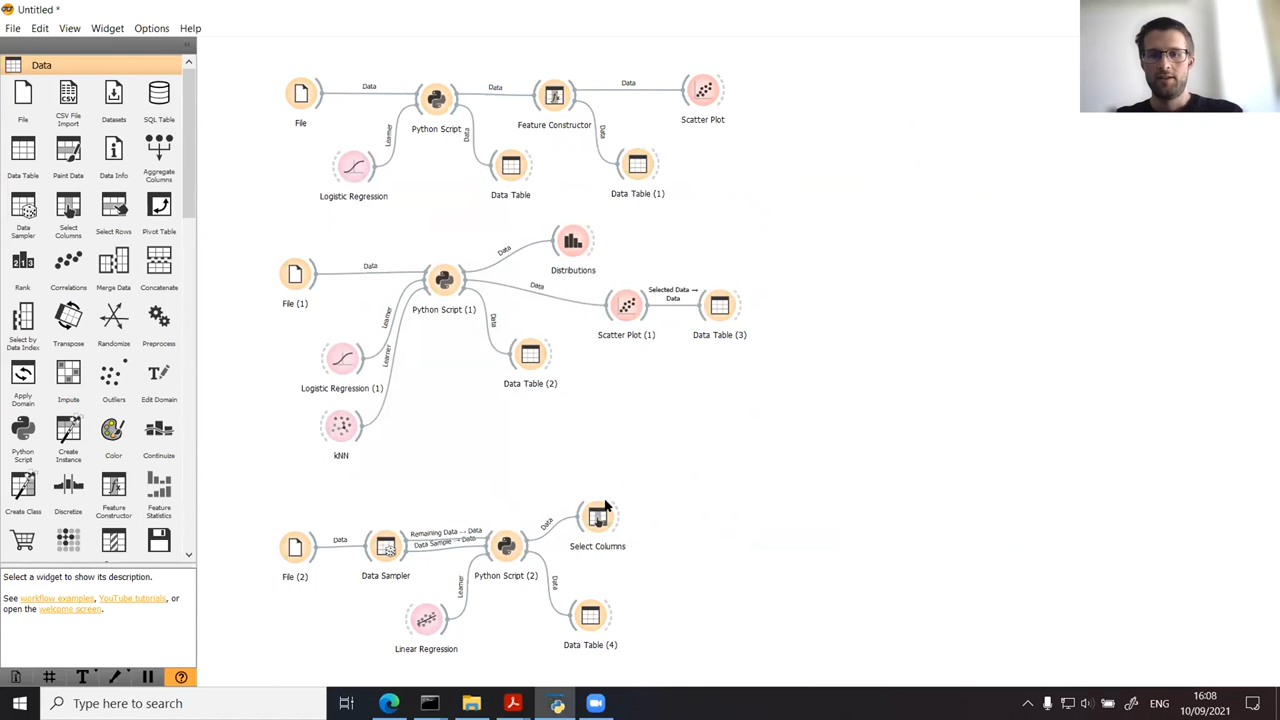 Untitled *
File Edit View Widget Options Help
Data
File CSV File Import Datasets SQL Table
Data Table Paint Data Data Info Aggregate Columns
Data Sampler Select Columns Select Rows Pivot Table
Rank Correlations Merge Data Concatenate
Select by Data Index Transpose Randomize Preprocess
Apply Domain Impute Outliers Edit Domain
Python Script Create Instance Color Continuize
Create Class Discretize Feature Constructor Feature Statistics
Select a widget to show its description.
See workflow examples, YouTube tutorials, or
open the welcome screen.
File
Data
Python Script
Data
Feature Constructor
Data
Scatter Plot
Learner
Data
Data
Logistic Regression
Data Table
Data Table (1)
File (1)
Data
Python Script (1)
Data
Distributions
Data
Scatter Plot (1)
Selected Data → Data
Data Table (3)
Learner
Learner
Data
Logistic Regression (1)
Data Table (2)
kNN
File (2)
Data
Data Sampler
Remaining Data → Data
Data Sample → Data
Python Script (2)
Data
Select Columns
Learner
Data
Linear Regression
Data Table (4)
Type here to search
ENG
16:08
10/09/2021